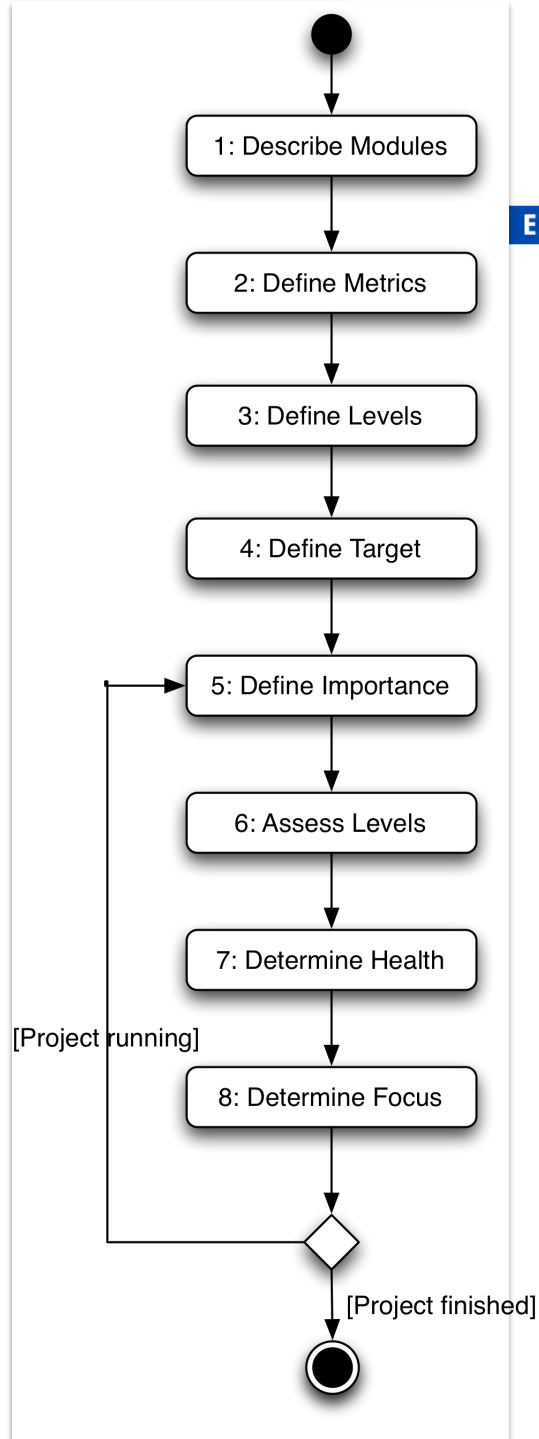 1: Describe Modules
E
2: Define Metrics
3: Define Levels
4: Define Target
5: Define Importance
6: Assess Levels
7: Determine Health
[Project running]
8: Determine Focus
[Project finished]